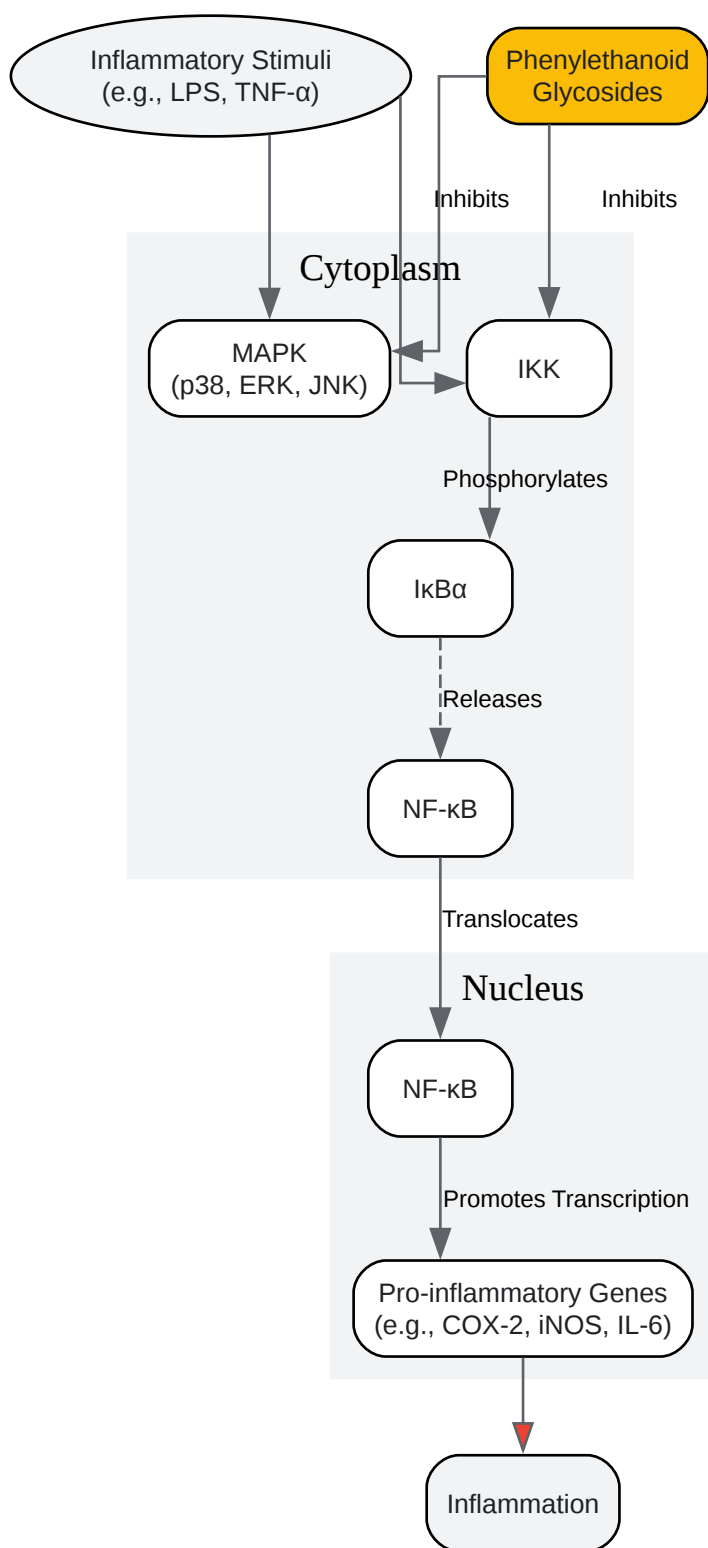 Inflammatory Stimuli
(e.g., LPS, TNF-α)
Phenylethanoid
Glycosides
Inhibits
Inhibits
Cytoplasm
MAPK
(p38, ERK, JNK)
IKK
Phosphorylates
IκBα
Releases
NF-κB
Translocates
Nucleus
NF-κB
Promotes Transcription
Pro-inflammatory Genes
(e.g., COX-2, iNOS, IL-6)
Inflammation